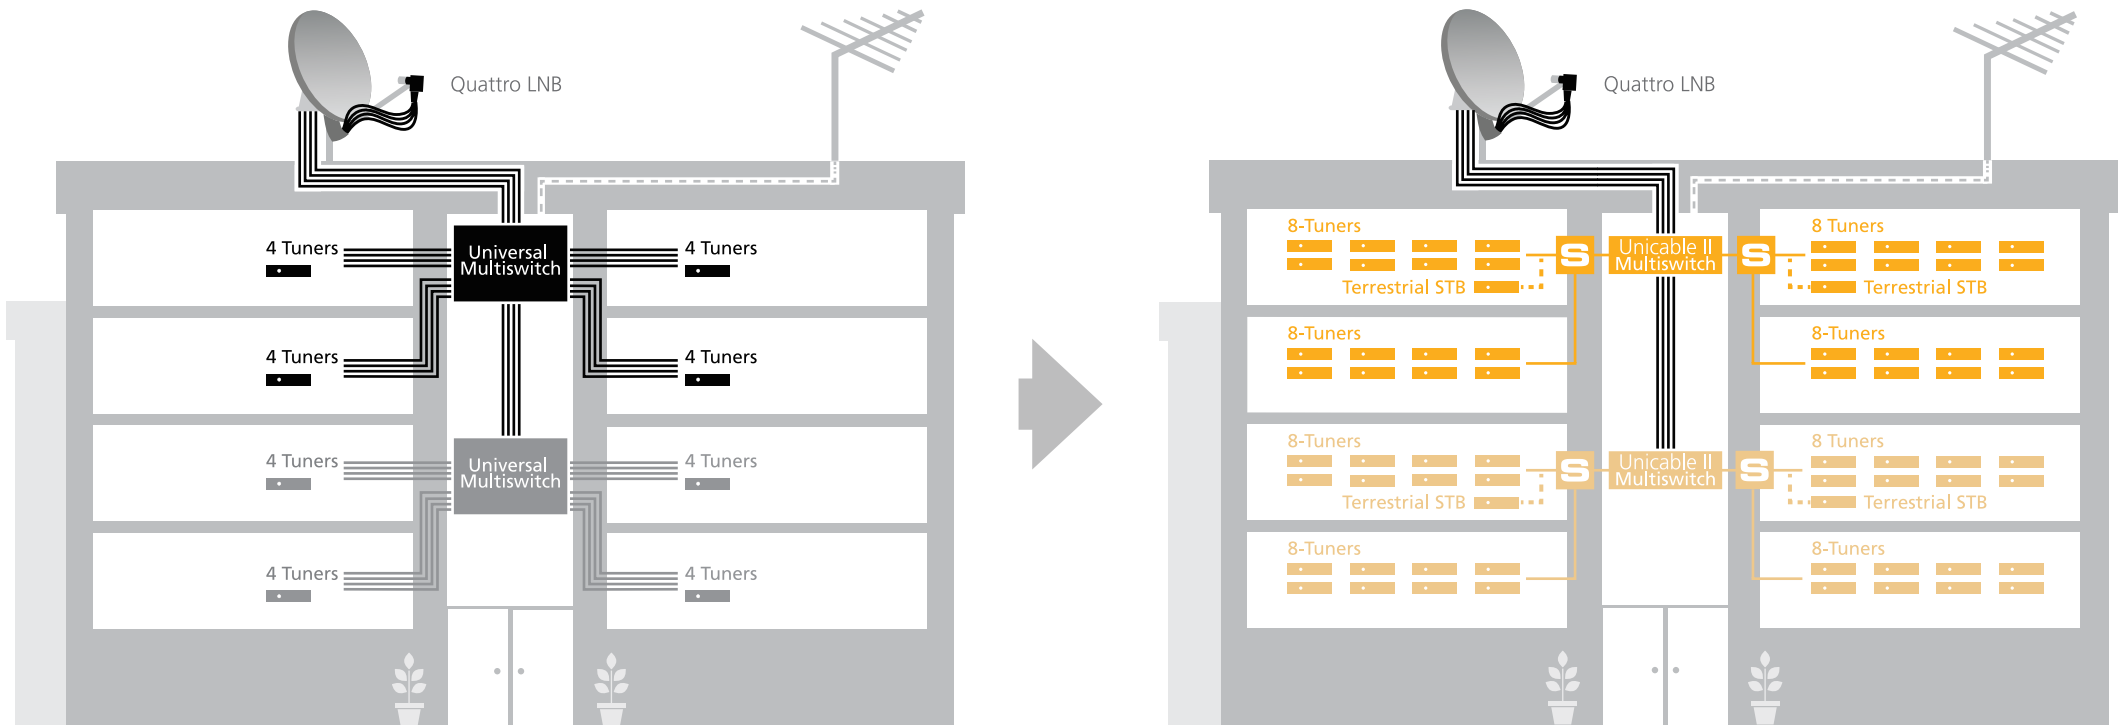 Quattro LNB
4 Tuners
Universal
Multiswitch
4 Tuners
4 Tuners
4 Tuners
4 Tuners
Universal
Multiswitch
4 Tuners
4 Tuners
4 Tuners
Quattro LNB
8-Tuners
S
Unicable II
Multiswitch
S
8 Tuners
Terrestrial STB
Terrestrial STB
8-Tuners
8-Tuners
8-Tuners
S
Unicable II
Multiswitch
S
8 Tuners
Terrestrial STB
Terrestrial STB
8-Tuners
8-Tuners